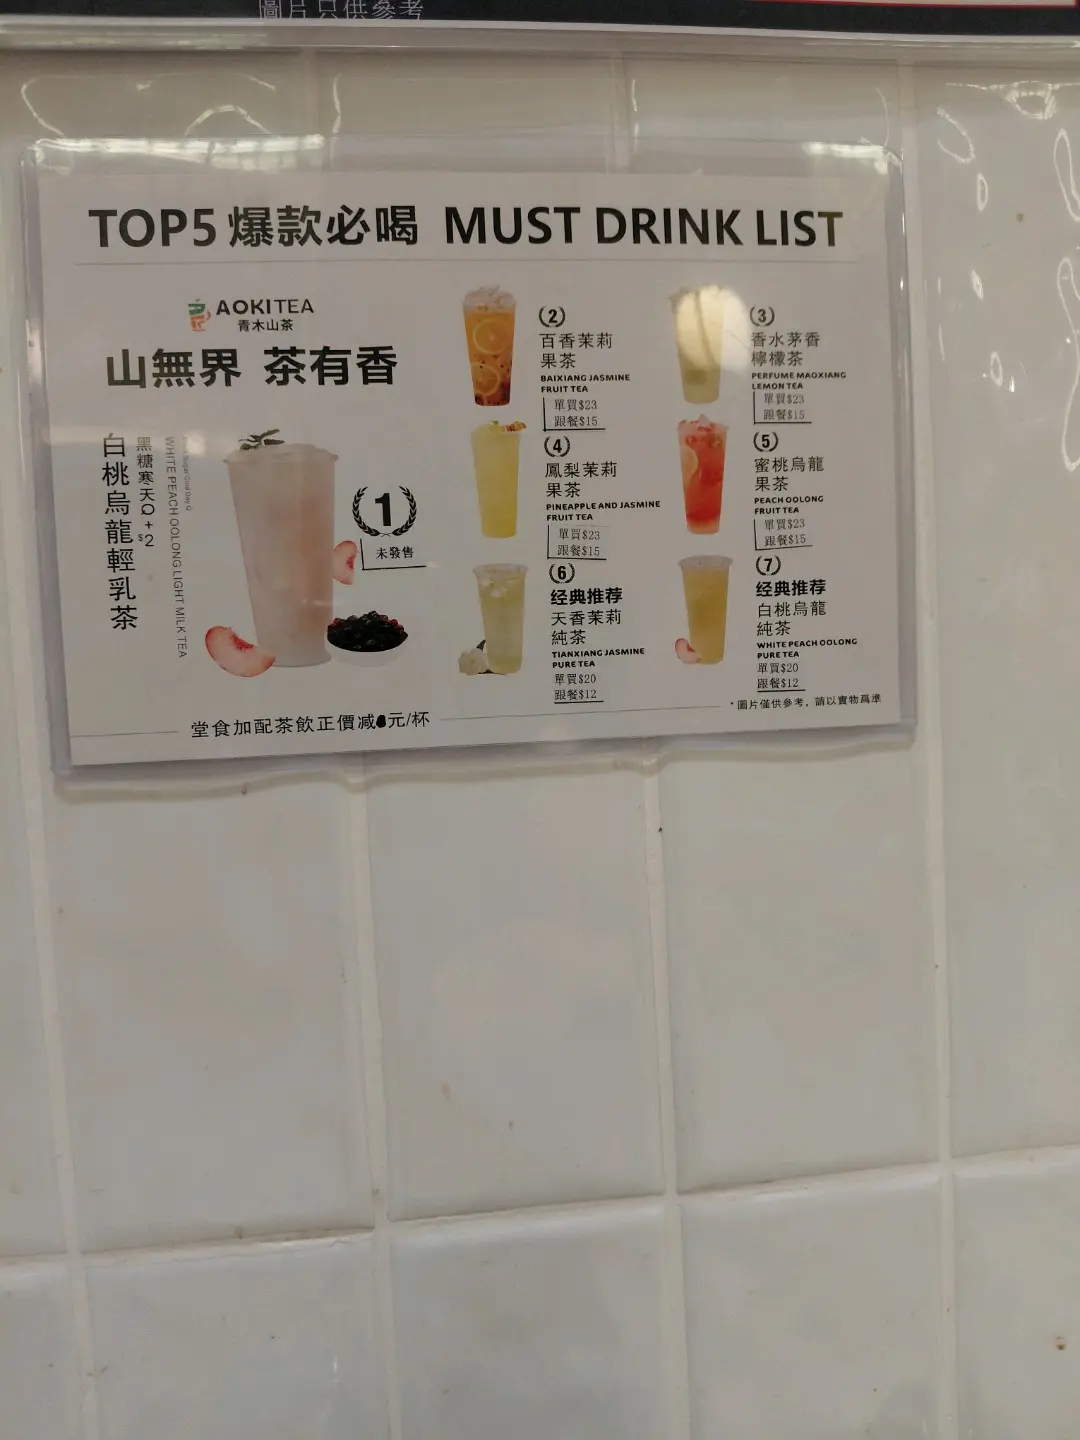 圖片只供參考
TOP5 爆款必喝 MUST DRINK LIST
AOKITEA
青木山茶
山無界 茶有香
白桃烏龍輕乳茶
黑糖寒天Q+$2
WHITE PEACH OOLONG LIGHT MILK TEA
1
未發售
(2)
百香茉莉
果茶
BAIXIANG JASMINE
FRUIT TEA
單買$23
跟餐$15
(3)
香水茅香
檸檬茶
PERFUME MAOXIANG
LEMON TEA
單買$23
跟餐$15
(4)
鳳梨茉莉
果茶
PINEAPPLE AND JASMINE
FRUIT TEA
單買$23
跟餐$15
(5)
蜜桃烏龍
果茶
PEACH OOLONG
FRUIT TEA
單買$23
跟餐$15
(6)
经典推荐
天香茉莉
純茶
TIANXIANG JASMINE
PURE TEA
單買$20
跟餐$12
(7)
经典推荐
白桃烏龍
純茶
WHITE PEACH OOLONG
PURE TEA
單買$20
跟餐$12
堂食加配茶飲正價减8元/杯
*圖片僅供參考，請以實物爲準